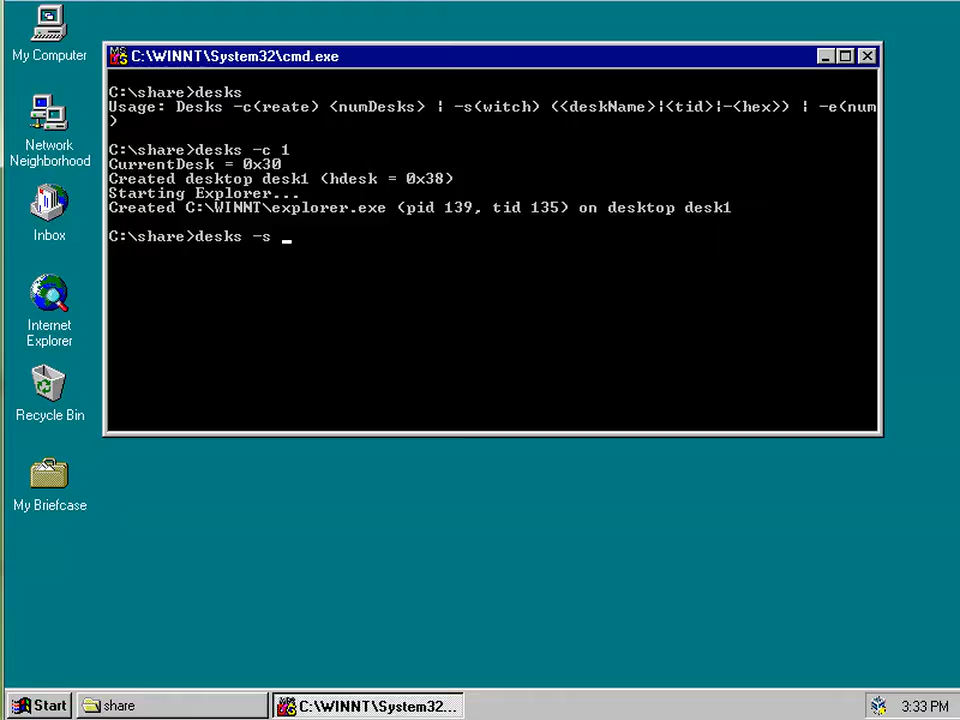 My Computer
Network
Neighborhood
Inbox
Internet
Explorer
Recycle Bin
My Briefcase
C:\WINNT\System32\cmd.exe
C:\share>desks
Usage: Desks -c(reate) <numDesks> | -s(witch) (<deskName>|<tid>|-<hex>) | -e(num
)
C:\share>desks -c 1
CurrentDesk = 0x30
Created desktop desk1 (hdesk = 0x38)
Starting Explorer...
Created C:\WINNT\explorer.exe (pid 139, tid 135) on desktop desk1
C:\share>desks -s _
Start
share
C:\WINNT\System32...
3:33 PM